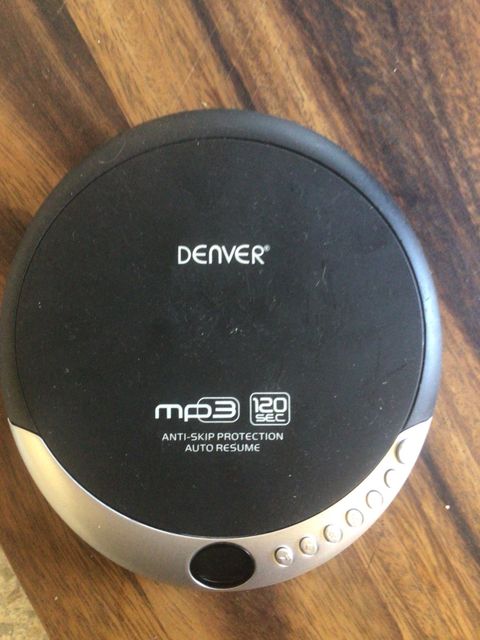 DENVER®
mp3 120 SEC
ANTI-SKIP PROTECTION
AUTO RESUME